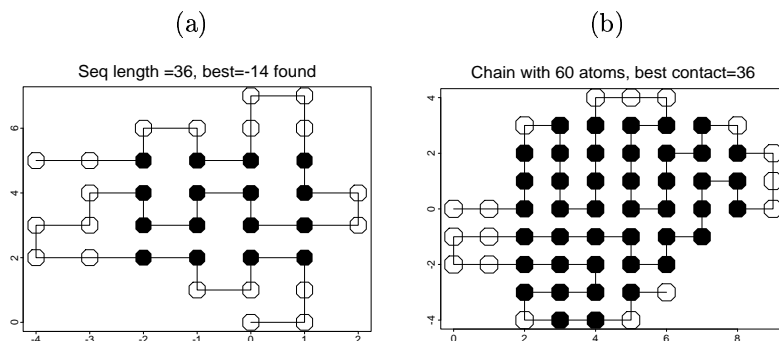 (a)
(b)
Seq length =36, best=-14 found
Chain with 60 atoms, best contact=36
6
4
2
0
-4 -3 -2 -1 0 1 2
4
2
0
-2
-4
0 2 4 6 8